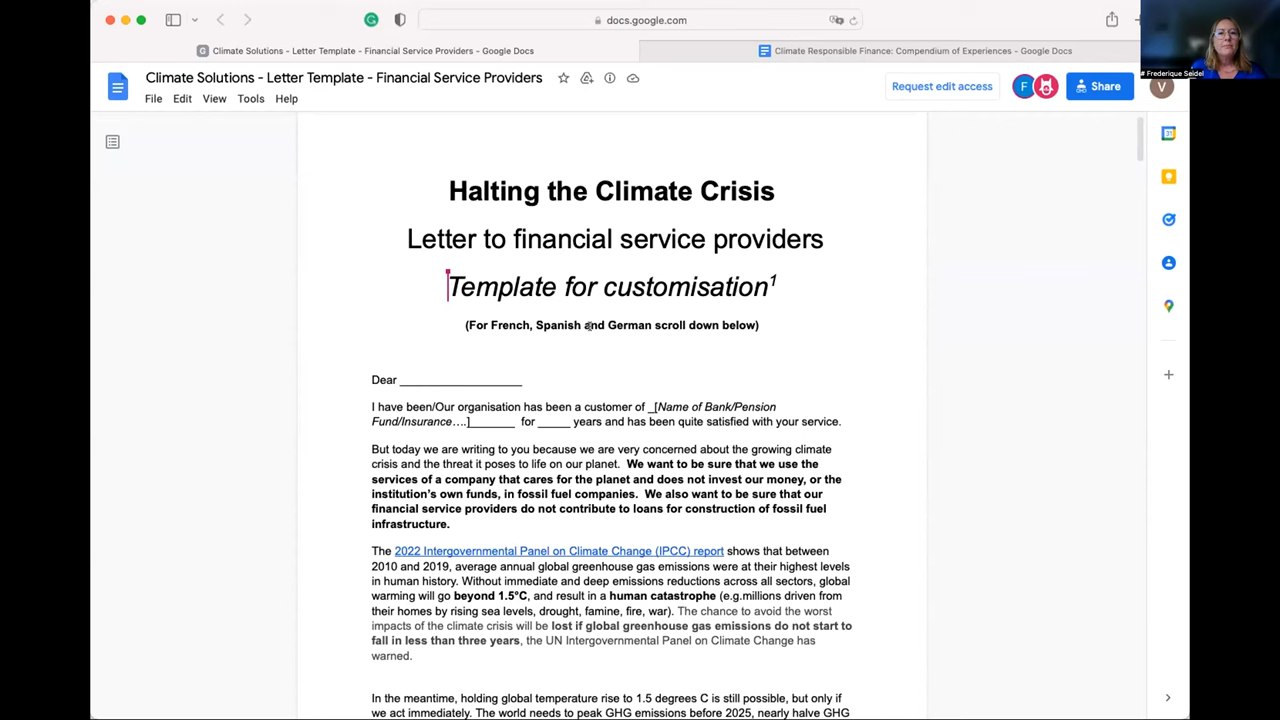 docs.google.com
Climate Solutions - Letter Template - Financial Service Providers - Google Docs
Climate Responsible Finance: Compendium of Experiences - Google Docs
# Frederique Seidel
Climate Solutions - Letter Template - Financial Service Providers
File Edit View Tools Help
Request edit access
F
Share
V
31
Halting the Climate Crisis
Letter to financial service providers
Template for customisation1
(For French, Spanish and German scroll down below)
Dear ___________________
I have been/Our organisation has been a customer of _[Name of Bank/Pension
Fund/Insurance….]_______ for _____ years and has been quite satisfied with your service.
But today we are writing to you because we are very concerned about the growing climate
crisis and the threat it poses to life on our planet. We want to be sure that we use the
services of a company that cares for the planet and does not invest our money, or the
institution's own funds, in fossil fuel companies. We also want to be sure that our
financial service providers do not contribute to loans for construction of fossil fuel
infrastructure.
The 2022 Intergovernmental Panel on Climate Change (IPCC) report shows that between
2010 and 2019, average annual global greenhouse gas emissions were at their highest levels
in human history. Without immediate and deep emissions reductions across all sectors, global
warming will go beyond 1.5°C, and result in a human catastrophe (e.g.millions driven from
their homes by rising sea levels, drought, famine, fire, war). The chance to avoid the worst
impacts of the climate crisis will be lost if global greenhouse gas emissions do not start to
fall in less than three years, the UN Intergovernmental Panel on Climate Change has
warned.
In the meantime, holding global temperature rise to 1.5 degrees C is still possible, but only if
we act immediately. The world needs to peak GHG emissions before 2025, nearly halve GHG